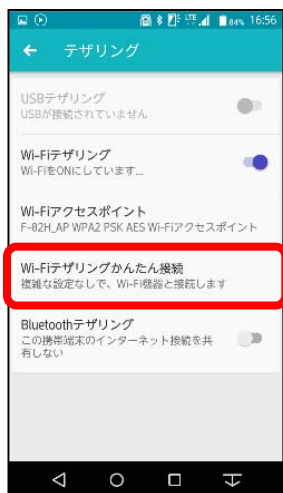 LTE 84% 16:56
テザリング
USBテザリング
USBが接続されていません
Wi-Fiテザリング
Wi-FiをONにしています...
Wi-Fiアクセスポイント
F-02H_AP WPA2 PSK AES Wi-Fiアクセスポイント
Wi-Fiテザリングかんたん接続
複雑な設定なしで、Wi-Fi機器と接続します
Bluetoothテザリング
この携帯端末のインターネット接続を共
有しない